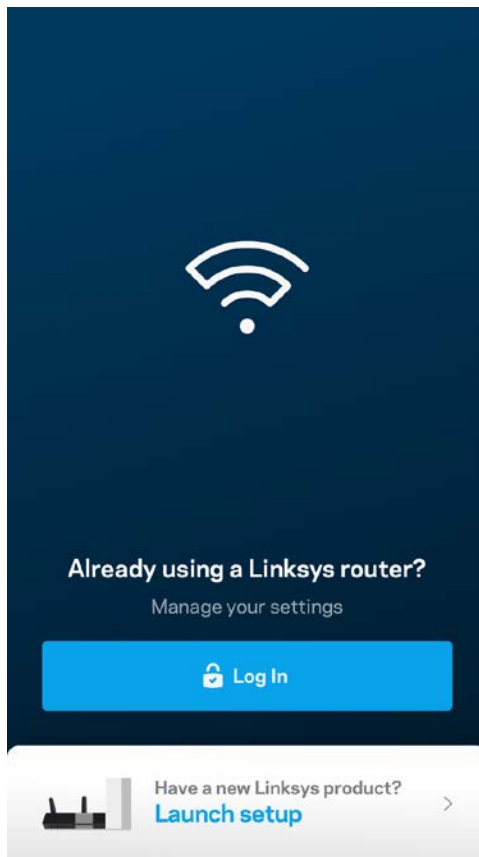 Already using a Linksys router?
Manage your settings
Log In
Have a new Linksys product?
Launch setup